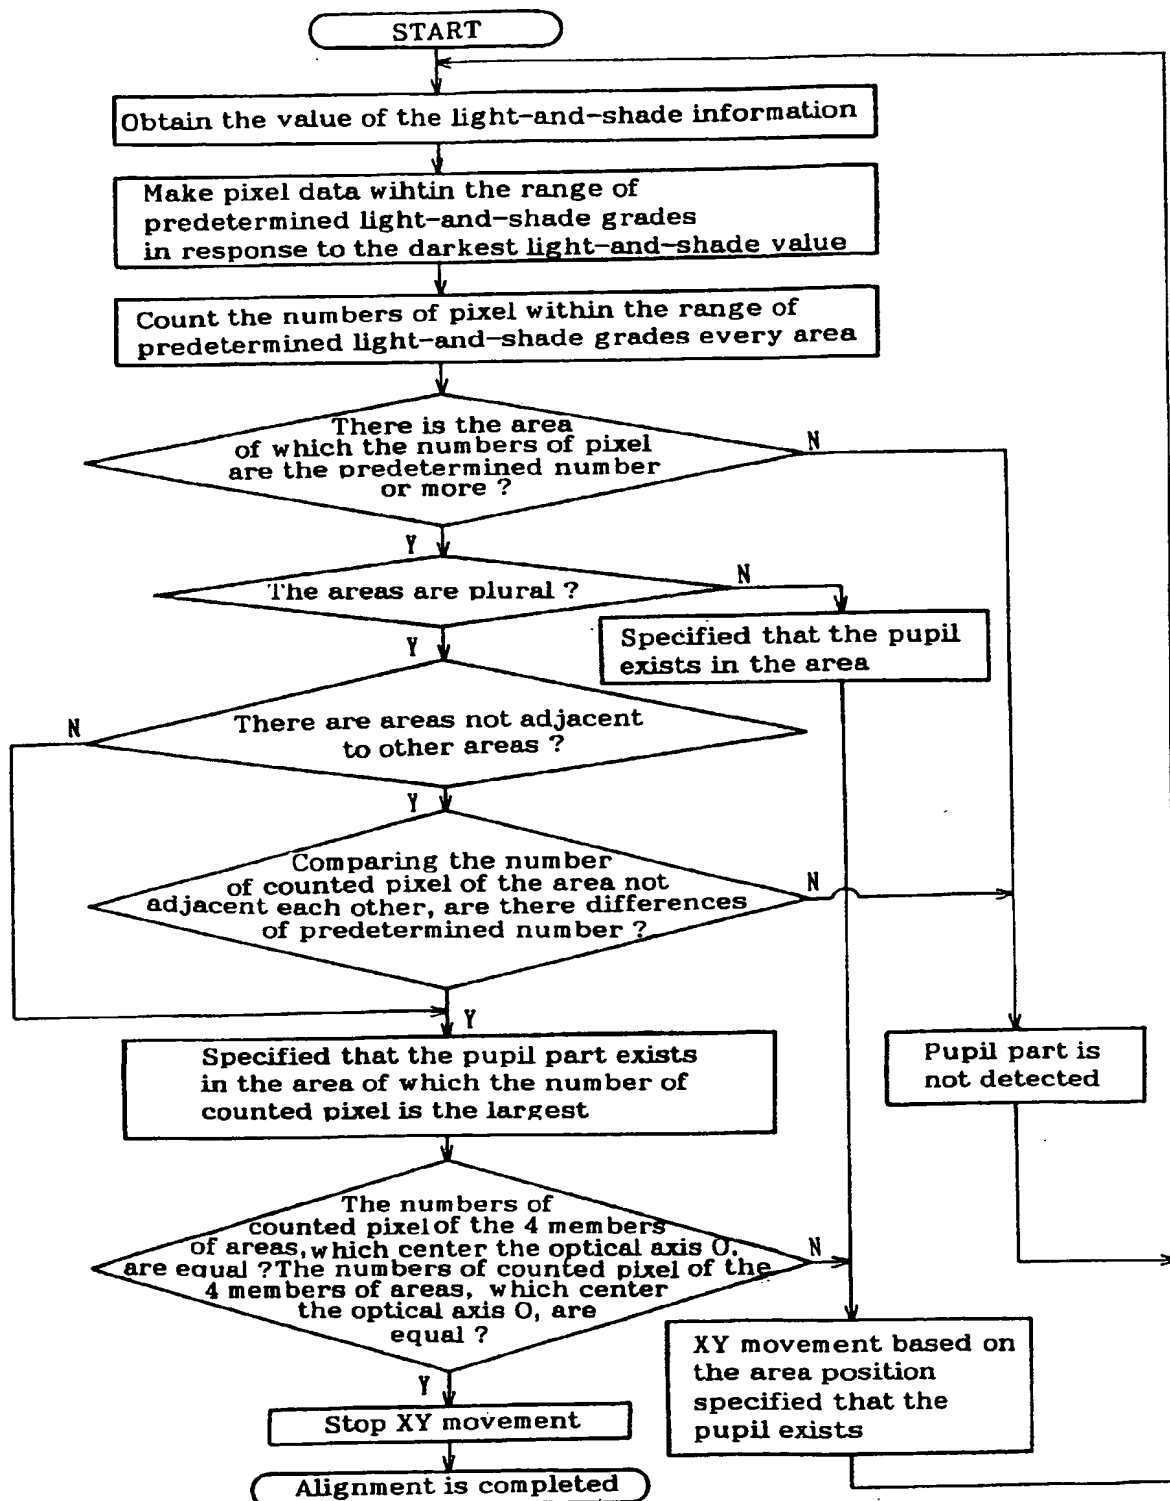 START
Obtain the value of the light-and-shade information
Make pixel data wihtin the range of
predetermined light-and-shade grades
in response to the darkest light-and-shade value
Count the numbers of pixel within the range of
predetermined light-and-shade grades every area
There is the area
of which the numbers of pixel
are the predetermined number
or more ?
N
Y
The areas are plural ?
N
Specified that the pupil
exists in the area
Y
There are areas not adjacent
to other areas ?
N
Y
Comparing the number
of counted pixel of the area not
adjacent each other, are there differences
of predetermined number ?
N
Y
Specified that the pupil part exists
in the area of which the number of
counted pixel is the largest
Pupil part is
not detected
The numbers of
counted pixel of the 4 members
of areas, which center the optical axis O,
are equal ? The numbers of counted pixel of the
4 members of areas, which center
the optical axis O, are
equal ?
N
XY movement based on
the area position
specified that the
pupil exists
Y
Stop XY movement
Alignment is completed